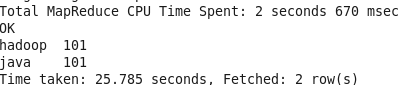 Total MapReduce CPU Time Spent: 2 seconds 670 msec
OK
hadoop  101
java    101
Time taken: 25.785 seconds, Fetched: 2 row(s)